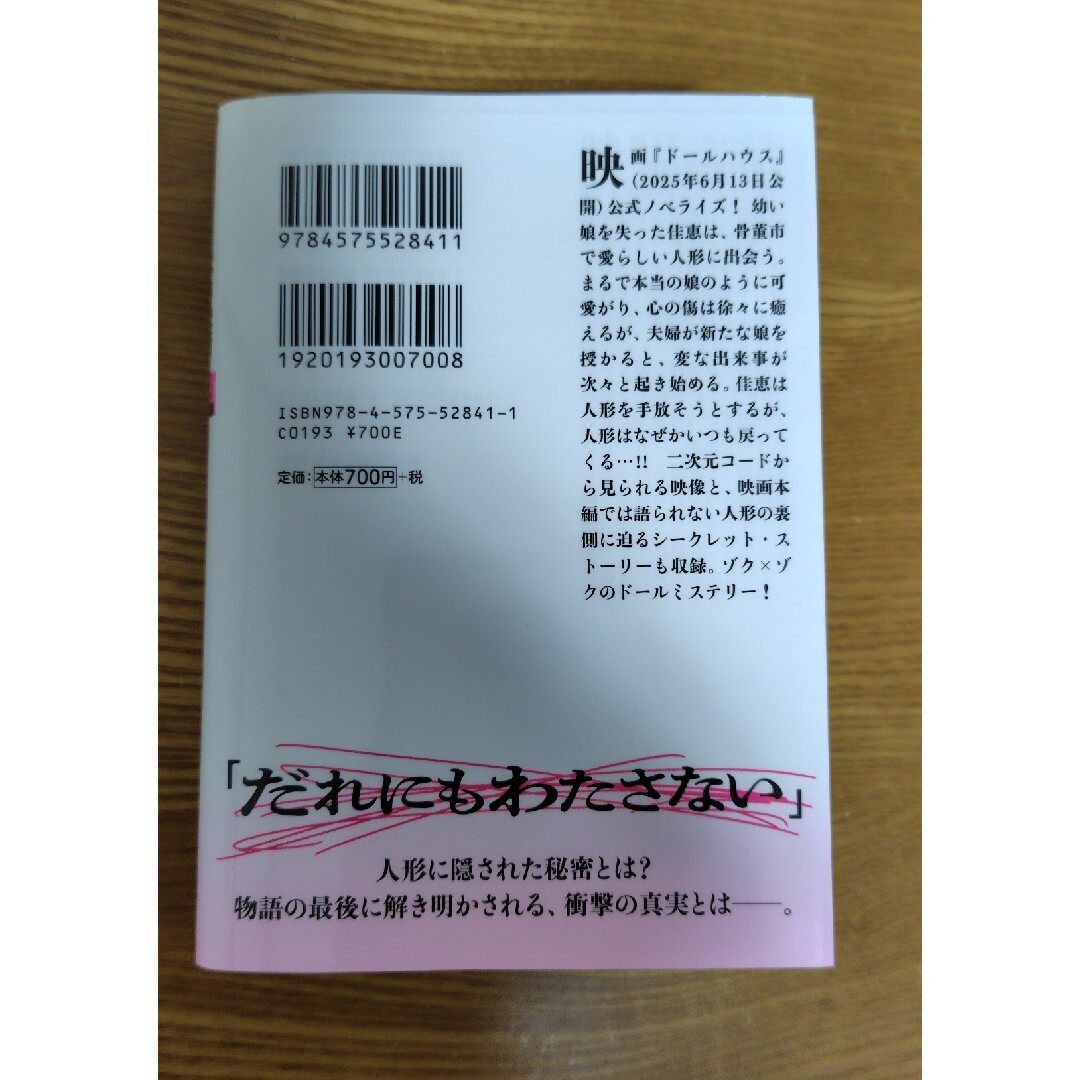 9784575528411
1920193007008
ISBN978-4-575-52841-1
C0193 ¥700E
定価:本体700円+税
映画『ドールハウス』
(2025年6月13日公
開)公式ノベライズ! 幼い
娘を失った佳恵は、骨董市
で愛らしい人形に出会う。
まるで本当の娘のように可
愛がり、心の傷は徐々に癒
えるが、夫婦が新たな娘を
授かると、変な出来事が
次々と起き始める。佳恵は
人形を手放そうとするが、
人形はなぜかいつも戻って
くる…!! 二次元コードか
ら見られる映像と、映画本
編では語られない人形の裏
側に迫るシークレット・ス
トーリーも収録。ゾク×ゾ
クのドールミステリー!
「だれにもわたさない」
人形に隠された秘密とは?
物語の最後に解き明かされる、衝撃の真実とは——。